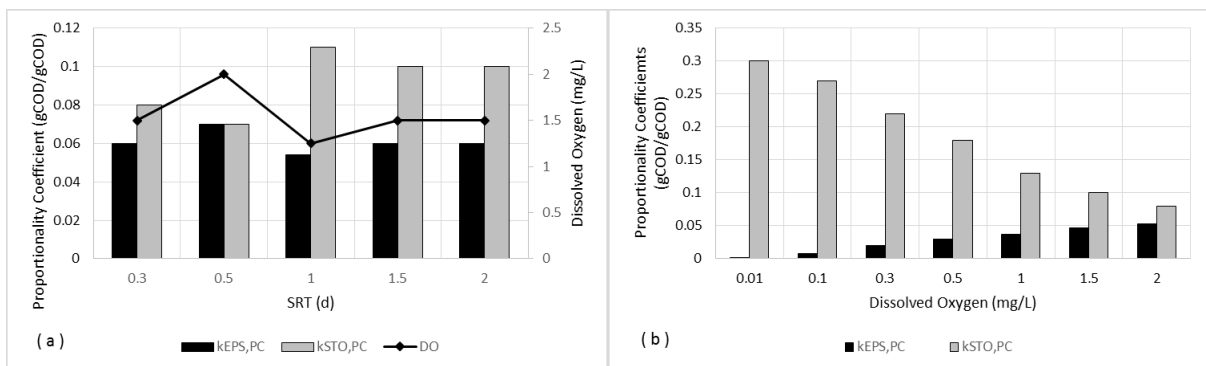 0.12
0.1
0.08
0.06
0.04
0.02
0
Proportionality Coefficient (gCOD/gCOD)
2.5
2
1.5
1
0.5
0
Dissolved Oxygen (mg/L)
0.3 0.5 1 1.5 2
SRT (d)
( a )
kEPS,PC kSTO,PC DO
0.35
0.3
0.25
0.2
0.15
0.1
0.05
0
Proportionality Coefficiemts
(gCOD/gCOD)
0.01 0.1 0.3 0.5 1 1.5 2
Dissolved Oxygen (mg/L)
( b )
kEPS,PC kSTO,PC